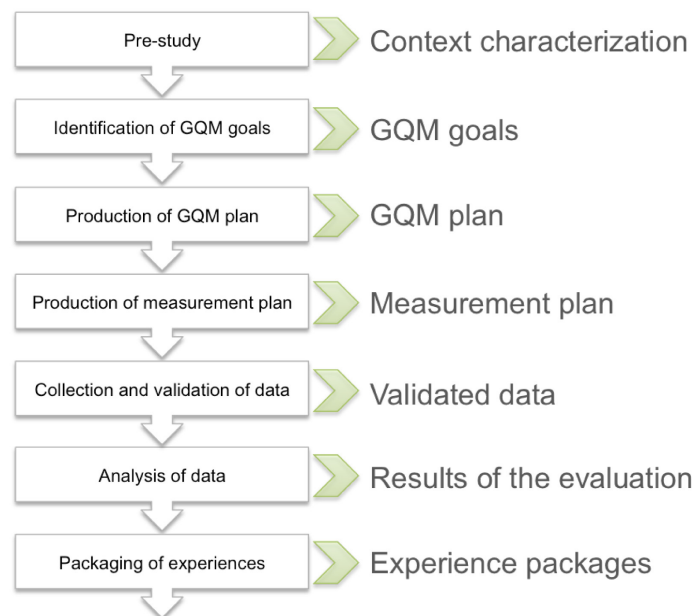 Pre-study
Context characterization
Identification of GQM goals
GQM goals
Production of GQM plan
GQM plan
Production of measurement plan
Measurement plan
Collection and validation of data
Validated data
Analysis of data
Results of the evaluation
Packaging of experiences
Experience packages